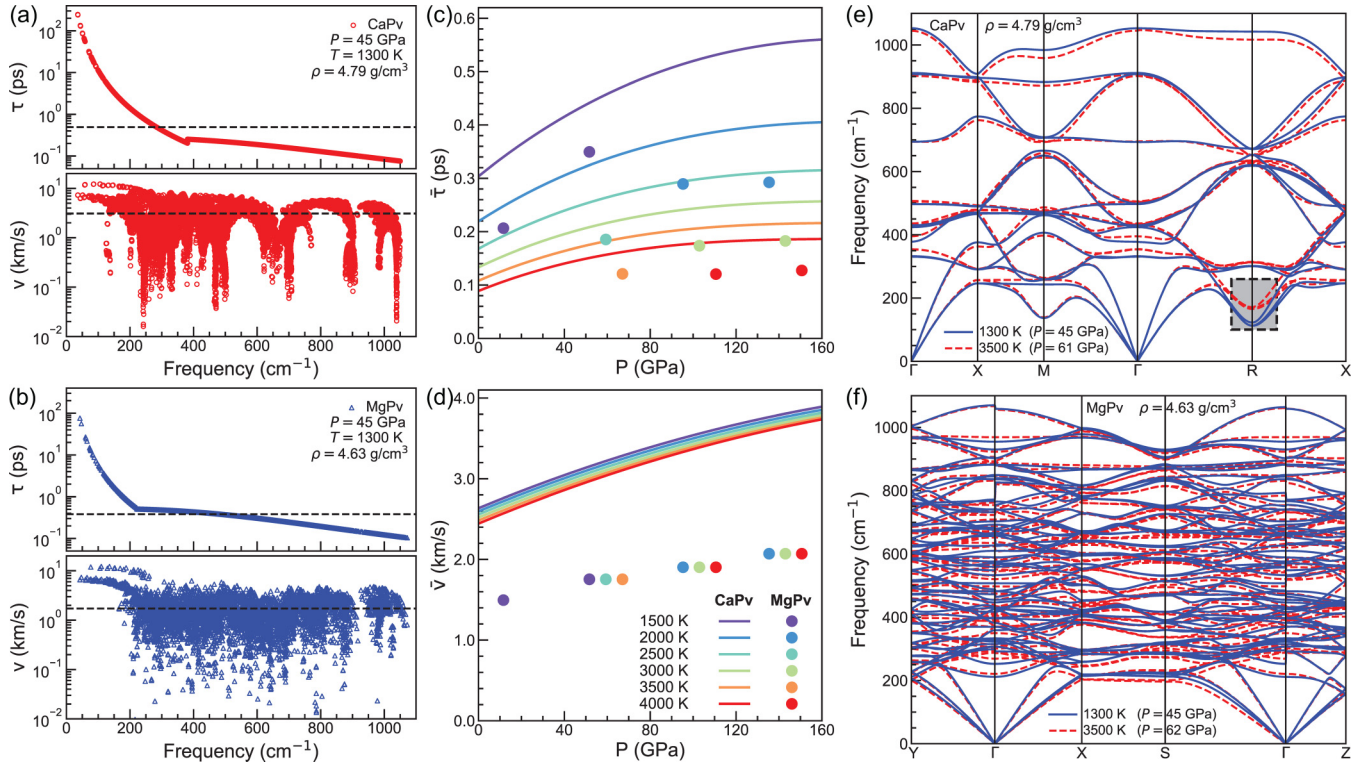 (a)
CaPv
P = 45 GPa
T = 1300 K
ρ = 4.79 g/cm³
τ (ps)
10²
10¹
10⁰
10⁻¹
v (km/s)
10¹
10⁰
10⁻¹
10⁻²
0 200 400 600 800 1000
Frequency (cm⁻¹)
(b)
MgPv
P = 45 GPa
T = 1300 K
ρ = 4.63 g/cm³
τ (ps)
10²
10¹
10⁰
10⁻¹
v (km/s)
10¹
10⁰
10⁻¹
10⁻²
0 200 400 600 800 1000
Frequency (cm⁻¹)
(c)
τ̄ (ps)
0.6
0.5
0.4
0.3
0.2
0.1
0.0
0 40 80 120 160
P (GPa)
(d)
v̄ (km/s)
4.0
3.0
2.0
1.0
0.0
CaPv MgPv
1500 K
2000 K
2500 K
3000 K
3500 K
4000 K
0 40 80 120 160
P (GPa)
(e)
CaPv ρ = 4.79 g/cm³
Frequency (cm⁻¹)
1000
800
600
400
200
0
1300 K (P = 45 GPa)
3500 K (P = 61 GPa)
Γ X M Γ R X
(f)
MgPv ρ = 4.63 g/cm³
Frequency (cm⁻¹)
1000
800
600
400
200
0
1300 K (P = 45 GPa)
3500 K (P = 62 GPa)
Y Γ X S Γ Z